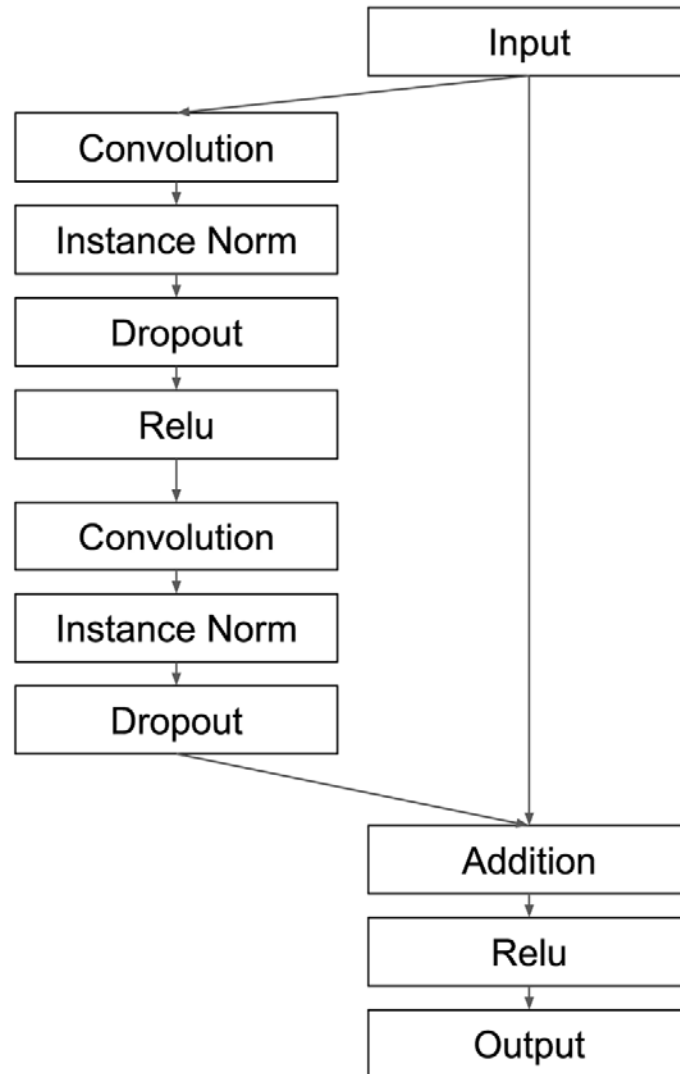 Input
Convolution
Instance Norm
Dropout
Relu
Convolution
Instance Norm
Dropout
Addition
Relu
Output